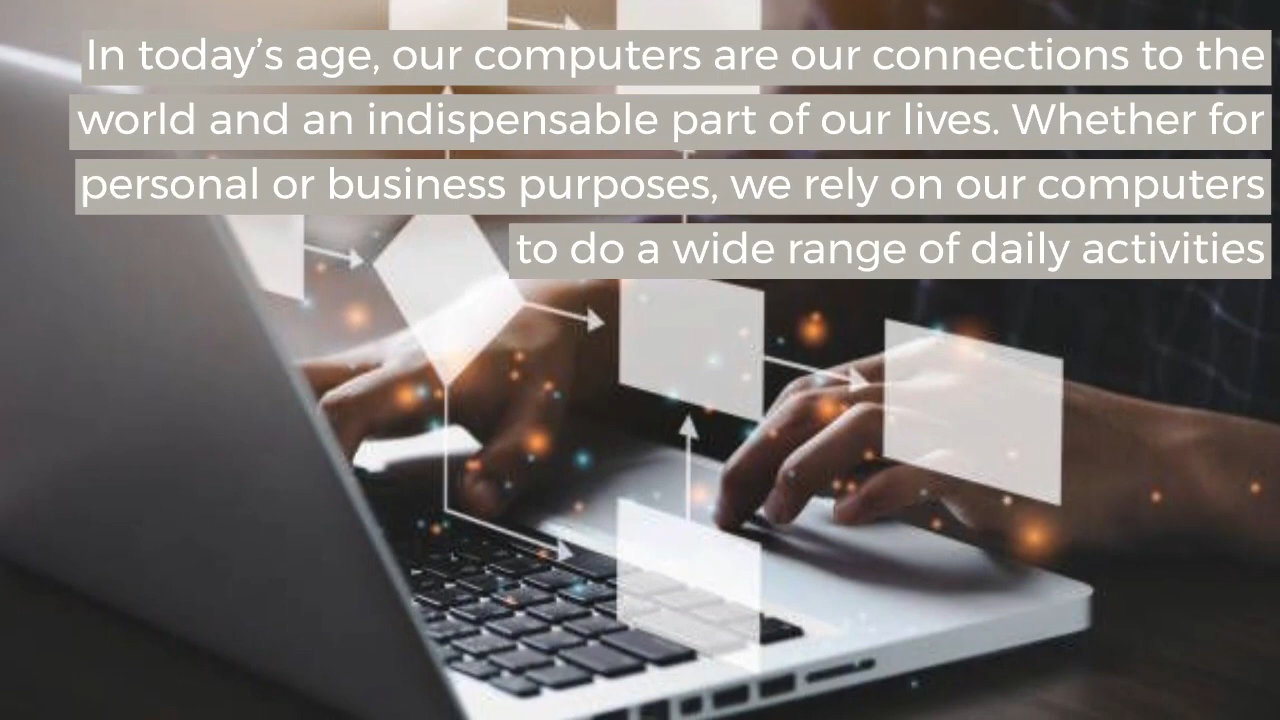 In today’s age, our computers are our connections to the
world and an indispensable part of our lives. Whether for
personal or business purposes, we rely on our computers
to do a wide range of daily activities